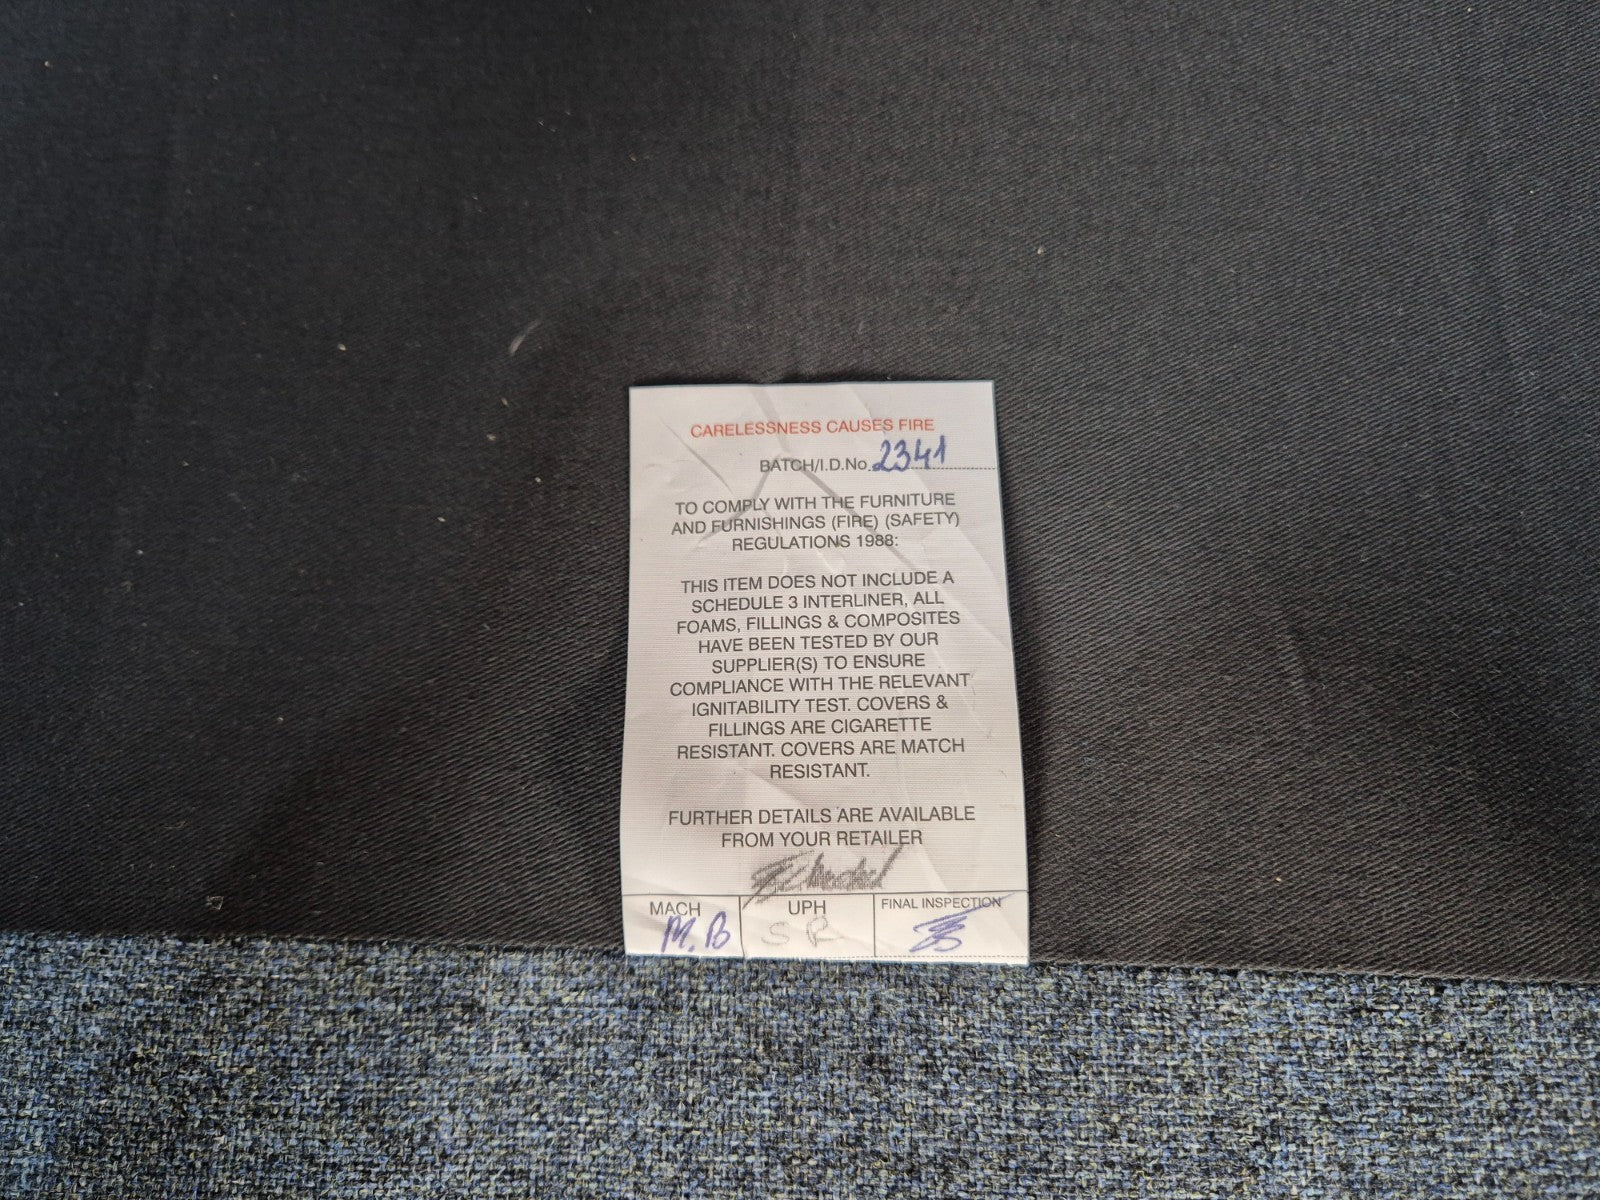 CARELESSNESS CAUSES FIRE
BATCH/I.D.No. 2341
TO COMPLY WITH THE FURNITURE
AND FURNISHINGS (FIRE) (SAFETY)
REGULATIONS 1988:
THIS ITEM DOES NOT INCLUDE A
SCHEDULE 3 INTERLINER, ALL
FOAMS, FILLINGS & COMPOSITES
HAVE BEEN TESTED BY OUR
SUPPLIER(S) TO ENSURE
COMPLIANCE WITH THE RELEVANT
IGNITABILITY TEST. COVERS &
FILLINGS ARE CIGARETTE
RESISTANT. COVERS ARE MATCH
RESISTANT.
FURTHER DETAILS ARE AVAILABLE
FROM YOUR RETAILER
MACH UPH FINAL INSPECTION
M.B SR